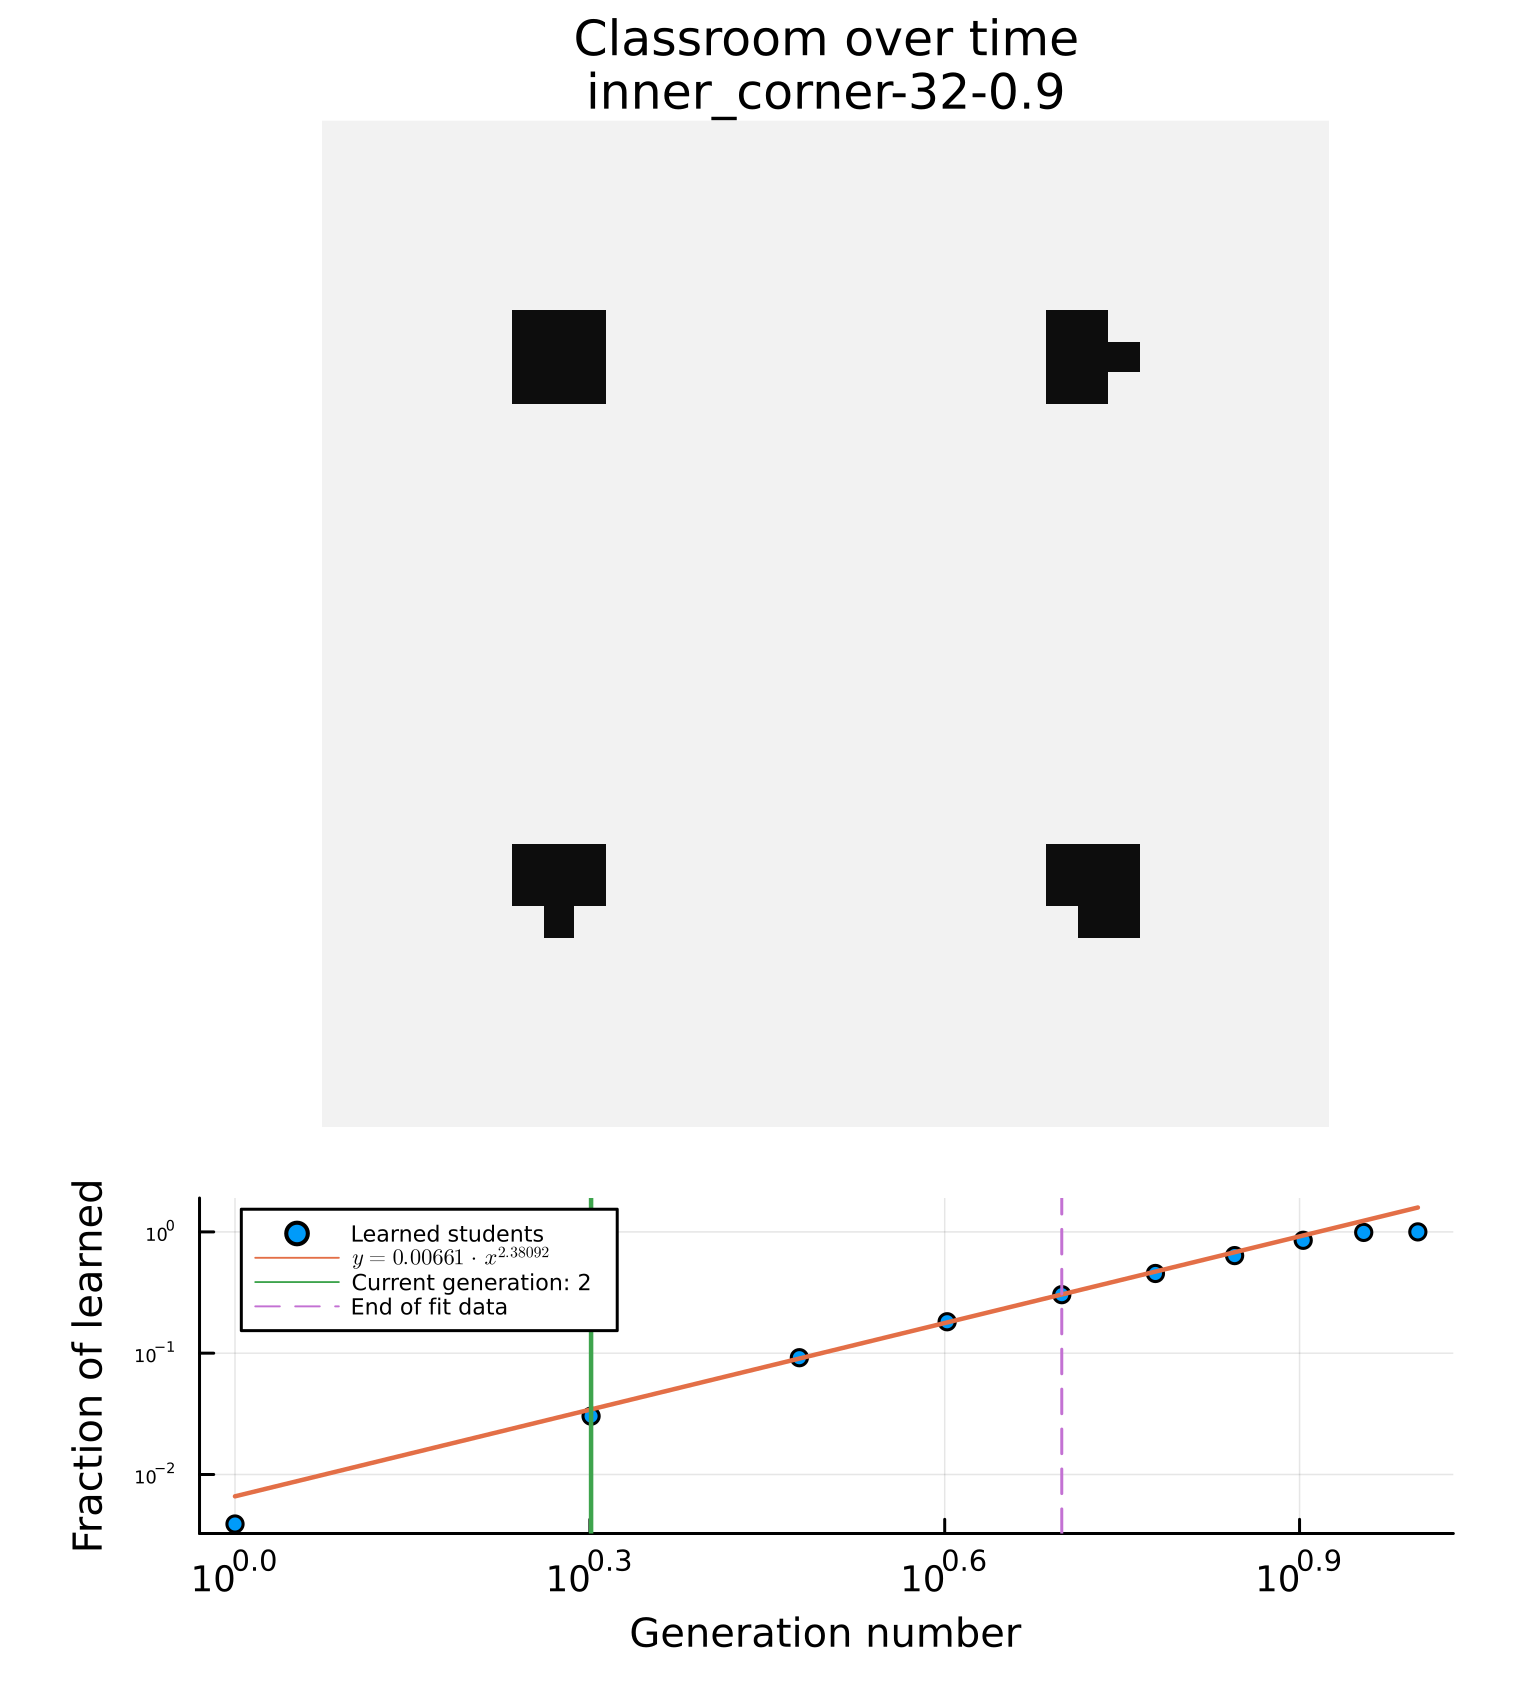 Classroom over time
inner_corner-32-0.9
Fraction of learned
10^0
10^-1
10^-2
Learned students
y = 0.00661 · x^2.38092
Current generation: 2
End of fit data
10^0.0
10^0.3
10^0.6
10^0.9
Generation number